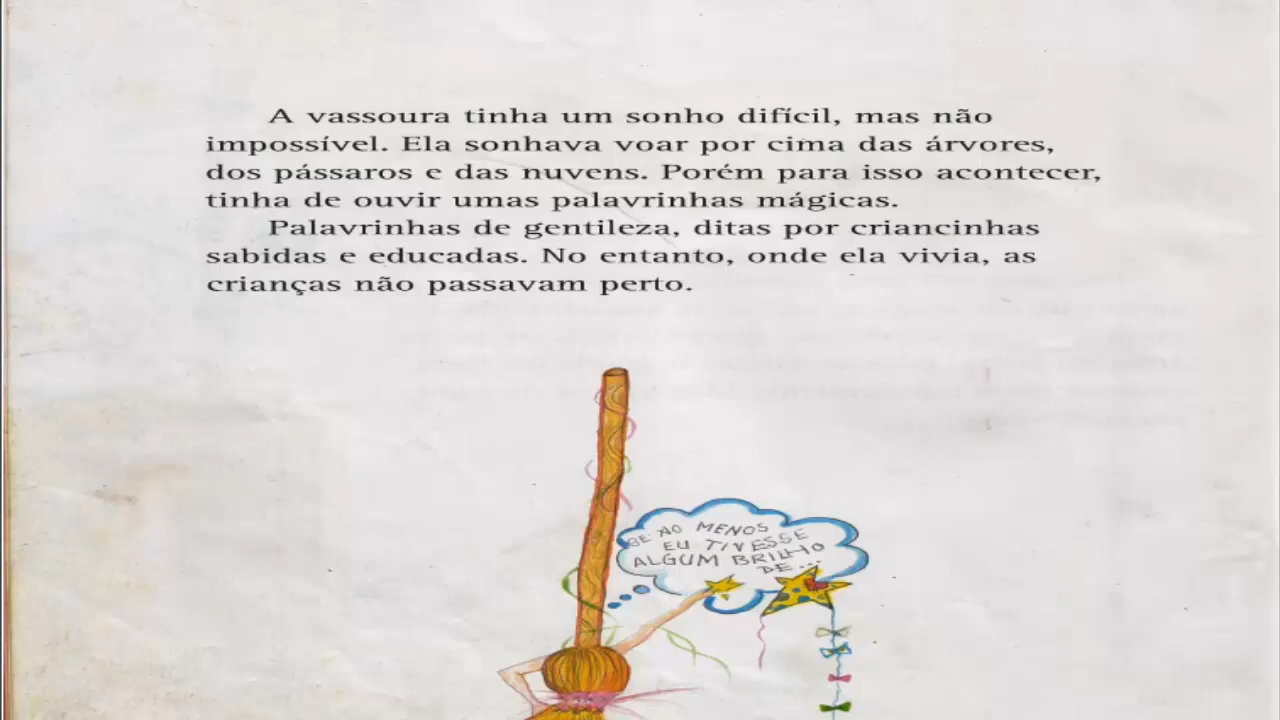 A vassoura tinha um sonho difícil, mas não
impossível. Ela sonhava voar por cima das árvores,
dos pássaros e das nuvens. Porém para isso acontecer,
tinha de ouvir umas palavrinhas mágicas.
Palavrinhas de gentileza, ditas por criancinhas
sabidas e educadas. No entanto, onde ela vivia, as
crianças não passavam perto.
SE AO MENOS
EU TIVESSE
ALGUM BRILHO
DE...